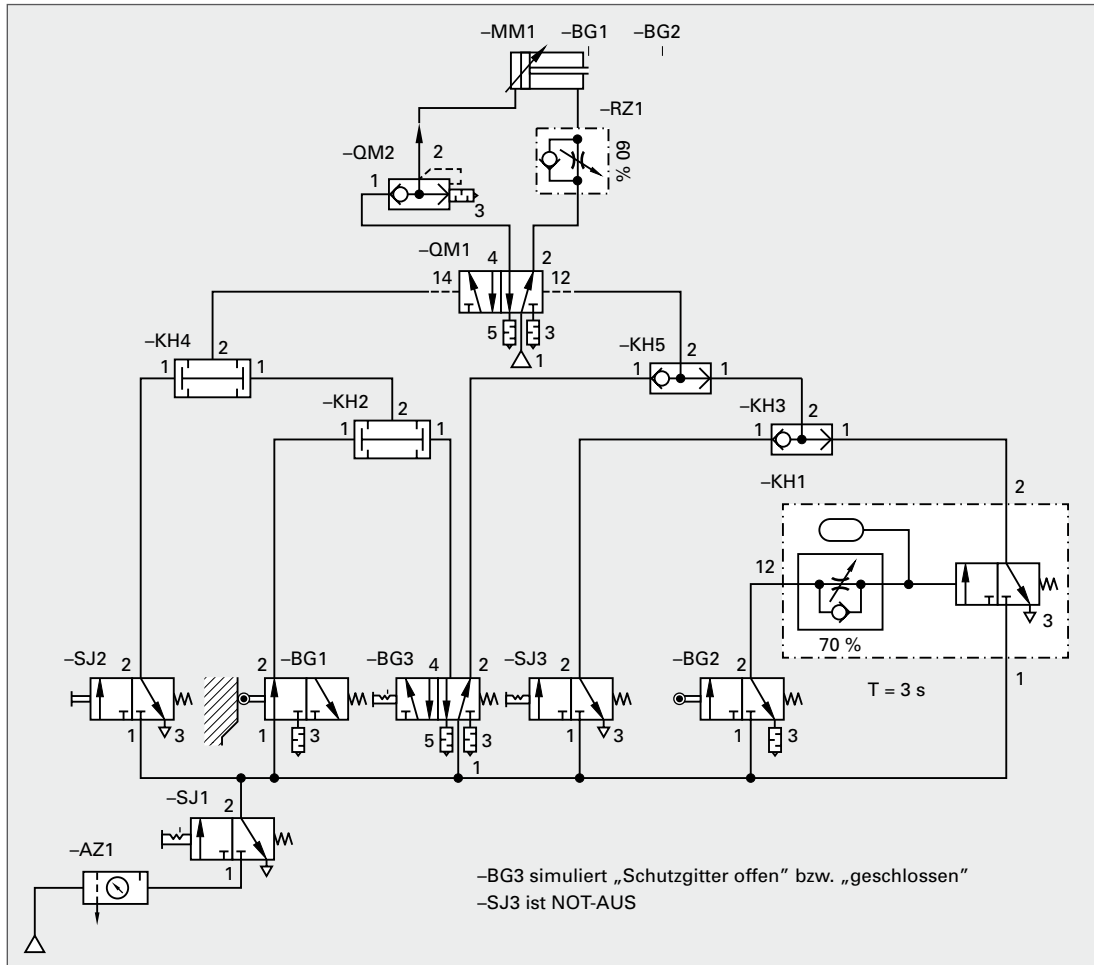 –MM1 –BG1 –BG2
–RZ1
60 %
–QM2 2
1
3
–QM1
4 2
14 12
5 3
1
–KH4
2
1 1
–KH5
2
1 1
–KH2
2
1 1
–KH3
2
1 1
–KH1
2
12
3
70 %
T = 3 s
1
–SJ2 2
1 3
2 –BG1
1 3
–BG3 4 2
5 3
1
–SJ3 2
1 3
–BG2 2
1 3
–SJ1
2
1
–AZ1
–BG3 simuliert „Schutzgitter offen” bzw. „geschlossen”
–SJ3 ist NOT-AUS